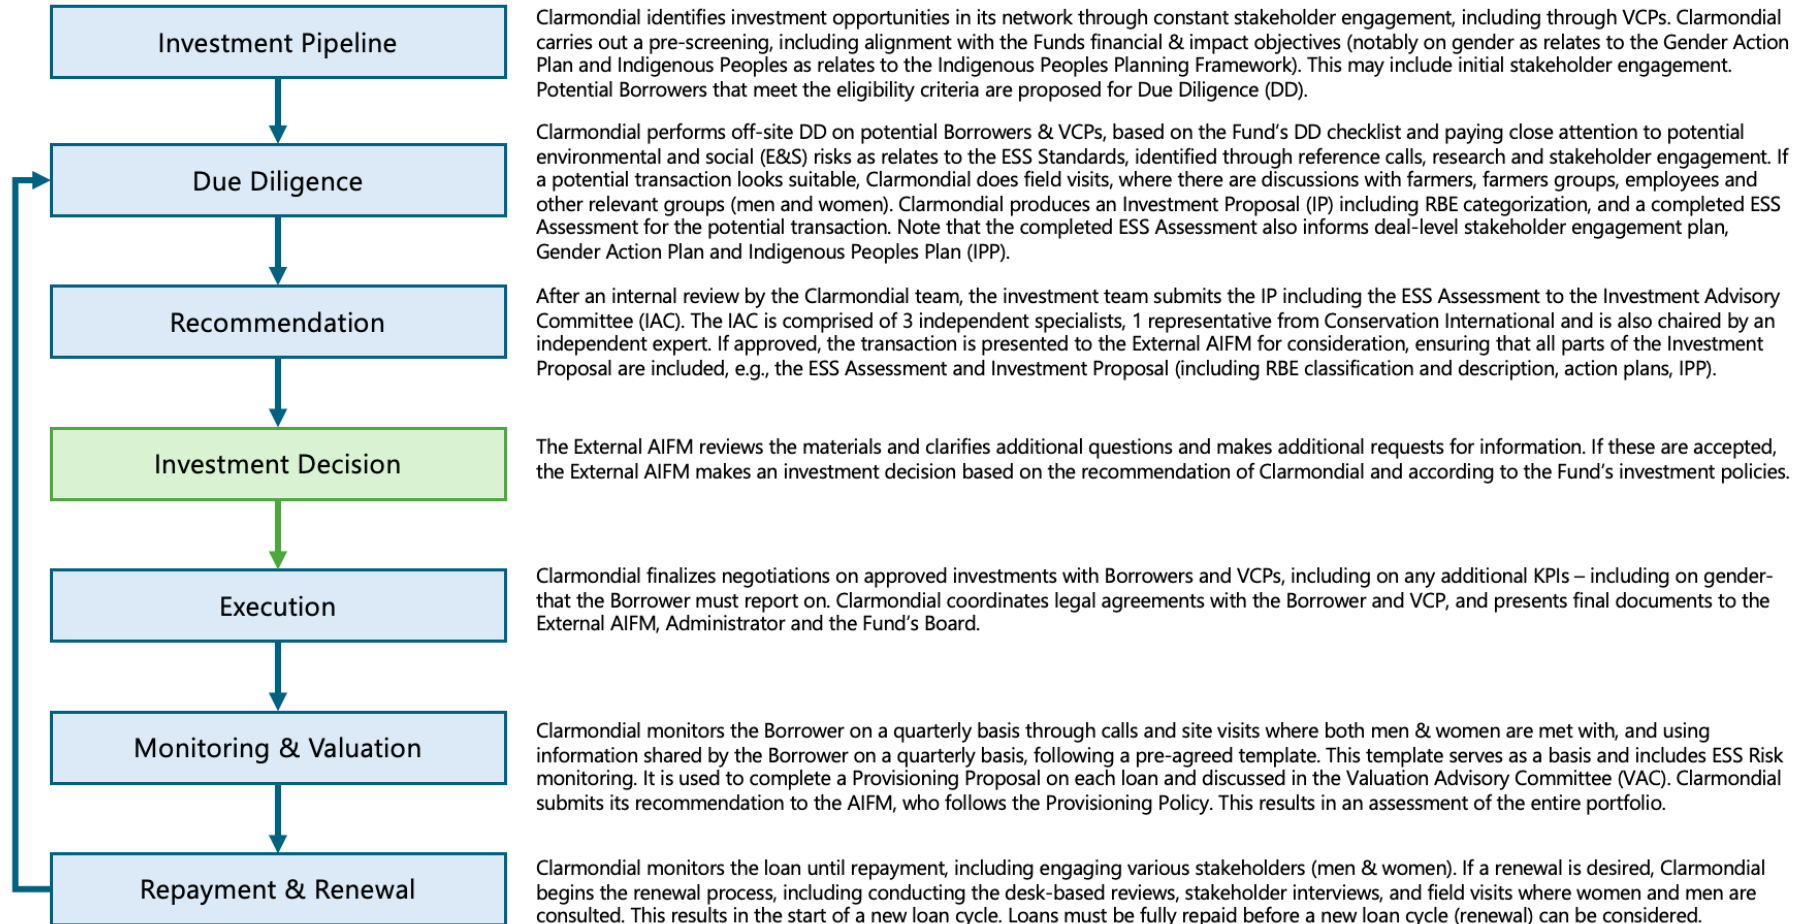 Investment Pipeline
Clarmondial identifies investment opportunities in its network through constant stakeholder engagement, including through VCPs. Clarmondial
carries out a pre-screening, including alignment with the Funds financial & impact objectives (notably on gender as relates to the Gender Action
Plan and Indigenous Peoples as relates to the Indigenous Peoples Planning Framework). This may include initial stakeholder engagement.
Potential Borrowers that meet the eligibility criteria are proposed for Due Diligence (DD).
Due Diligence
Clarmondial performs off-site DD on potential Borrowers & VCPs, based on the Fund's DD checklist and paying close attention to potential
environmental and social (E&S) risks as relates to the ESS Standards, identified through reference calls, research and stakeholder engagement. If
a potential transaction looks suitable, Clarmondial does field visits, where there are discussions with farmers, farmers groups, employees and
other relevant groups (men and women). Clarmondial produces an Investment Proposal (IP) including RBE categorization, and a completed ESS
Assessment for the potential transaction. Note that the completed ESS Assessment also informs deal-level stakeholder engagement plan,
Gender Action Plan and Indigenous Peoples Plan (IPP).
Recommendation
After an internal review by the Clarmondial team, the investment team submits the IP including the ESS Assessment to the Investment Advisory
Committee (IAC). The IAC is comprised of 3 independent specialists, 1 representative from Conservation International and is also chaired by an
independent expert. If approved, the transaction is presented to the External AIFM for consideration, ensuring that all parts of the Investment
Proposal are included, e.g., the ESS Assessment and Investment Proposal (including RBE classification and description, action plans, IPP).
Investment Decision
The External AIFM reviews the materials and clarifies additional questions and makes additional requests for information. If these are accepted,
the External AIFM makes an investment decision based on the recommendation of Clarmondial and according to the Fund's investment policies.
Execution
Clarmondial finalizes negotiations on approved investments with Borrowers and VCPs, including on any additional KPIs – including on gender-
that the Borrower must report on. Clarmondial coordinates legal agreements with the Borrower and VCP, and presents final documents to the
External AIFM, Administrator and the Fund's Board.
Monitoring & Valuation
Clarmondial monitors the Borrower on a quarterly basis through calls and site visits where both men & women are met with, and using
information shared by the Borrower on a quarterly basis, following a pre-agreed template. This template serves as a basis and includes ESS Risk
monitoring. It is used to complete a Provisioning Proposal on each loan and discussed in the Valuation Advisory Committee (VAC). Clarmondial
submits its recommendation to the AIFM, who follows the Provisioning Policy. This results in an assessment of the entire portfolio.
Repayment & Renewal
Clarmondial monitors the loan until repayment, including engaging various stakeholders (men & women). If a renewal is desired, Clarmondial
begins the renewal process, including conducting the desk-based reviews, stakeholder interviews, and field visits where women and men are
consulted. This results in the start of a new loan cycle. Loans must be fully repaid before a new loan cycle (renewal) can be considered.